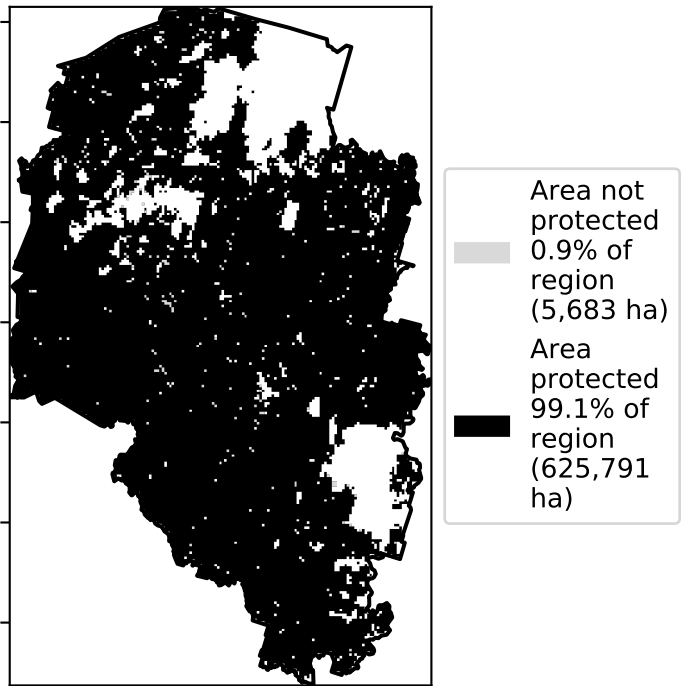 Area not
protected
0.9% of
region
(5,683 ha)
Area
protected
99.1% of
region
(625,791
ha)